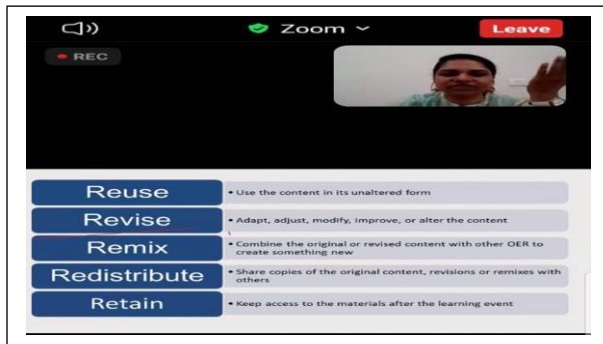 Zoom
Leave
REC
Reuse
• Use the content in its unaltered form
Revise
• Adapt, adjust, modify, improve, or alter the content
Remix
• Combine the original or revised content with other OER to
create something new
Redistribute
• Share copies of the original content, revisions or remixes with
others
Retain
• Keep access to the materials after the learning event